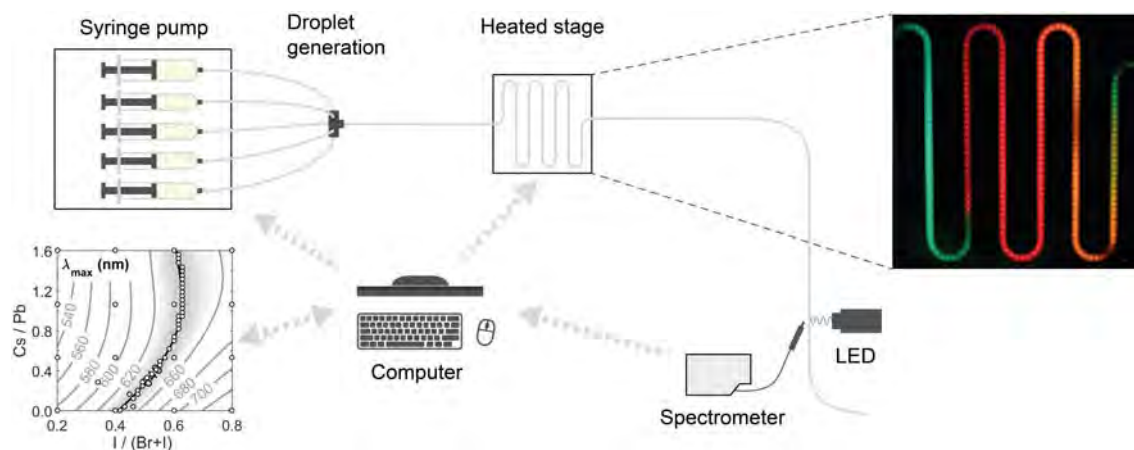 Syringe pump
Droplet
generation
Heated stage
λmax (nm)
1.6
1.2
0.8
0.4
0.0
Cs / Pb
540
560
580
600
620
660
680
700
0.2
0.4
0.6
0.8
I / (Br+I)
Computer
Spectrometer
LED